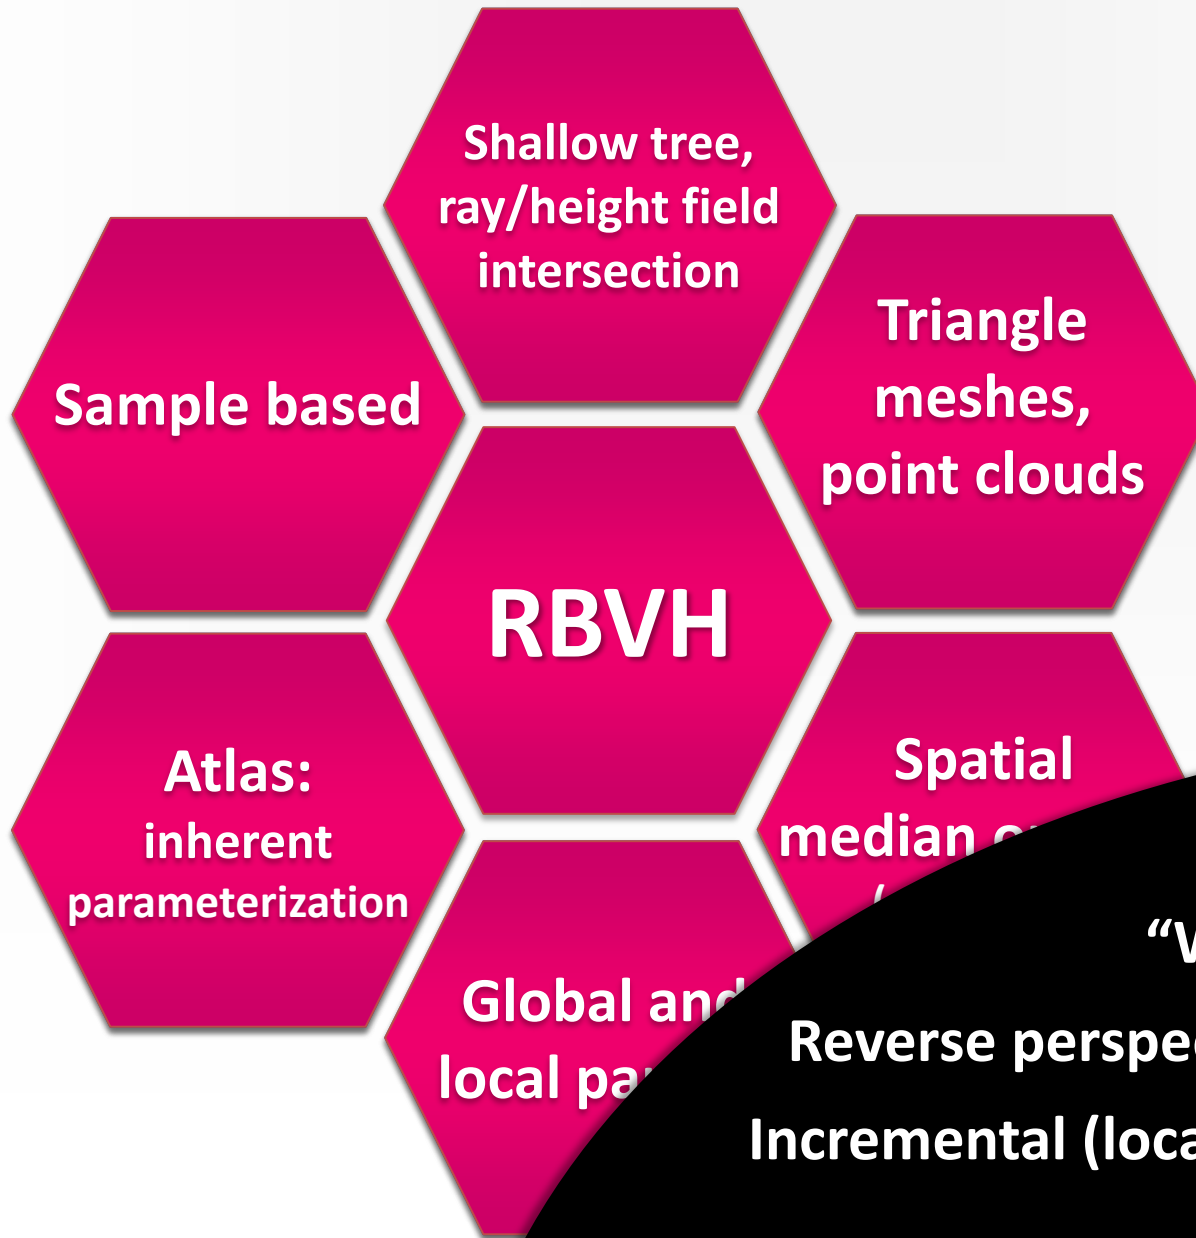 Shallow tree,
ray/height field
intersection
Sample based
Triangle
meshes,
point clouds
RBVH
Atlas:
inherent
parameterization
Spatial
median
Global and
local
Reverse
Incremental